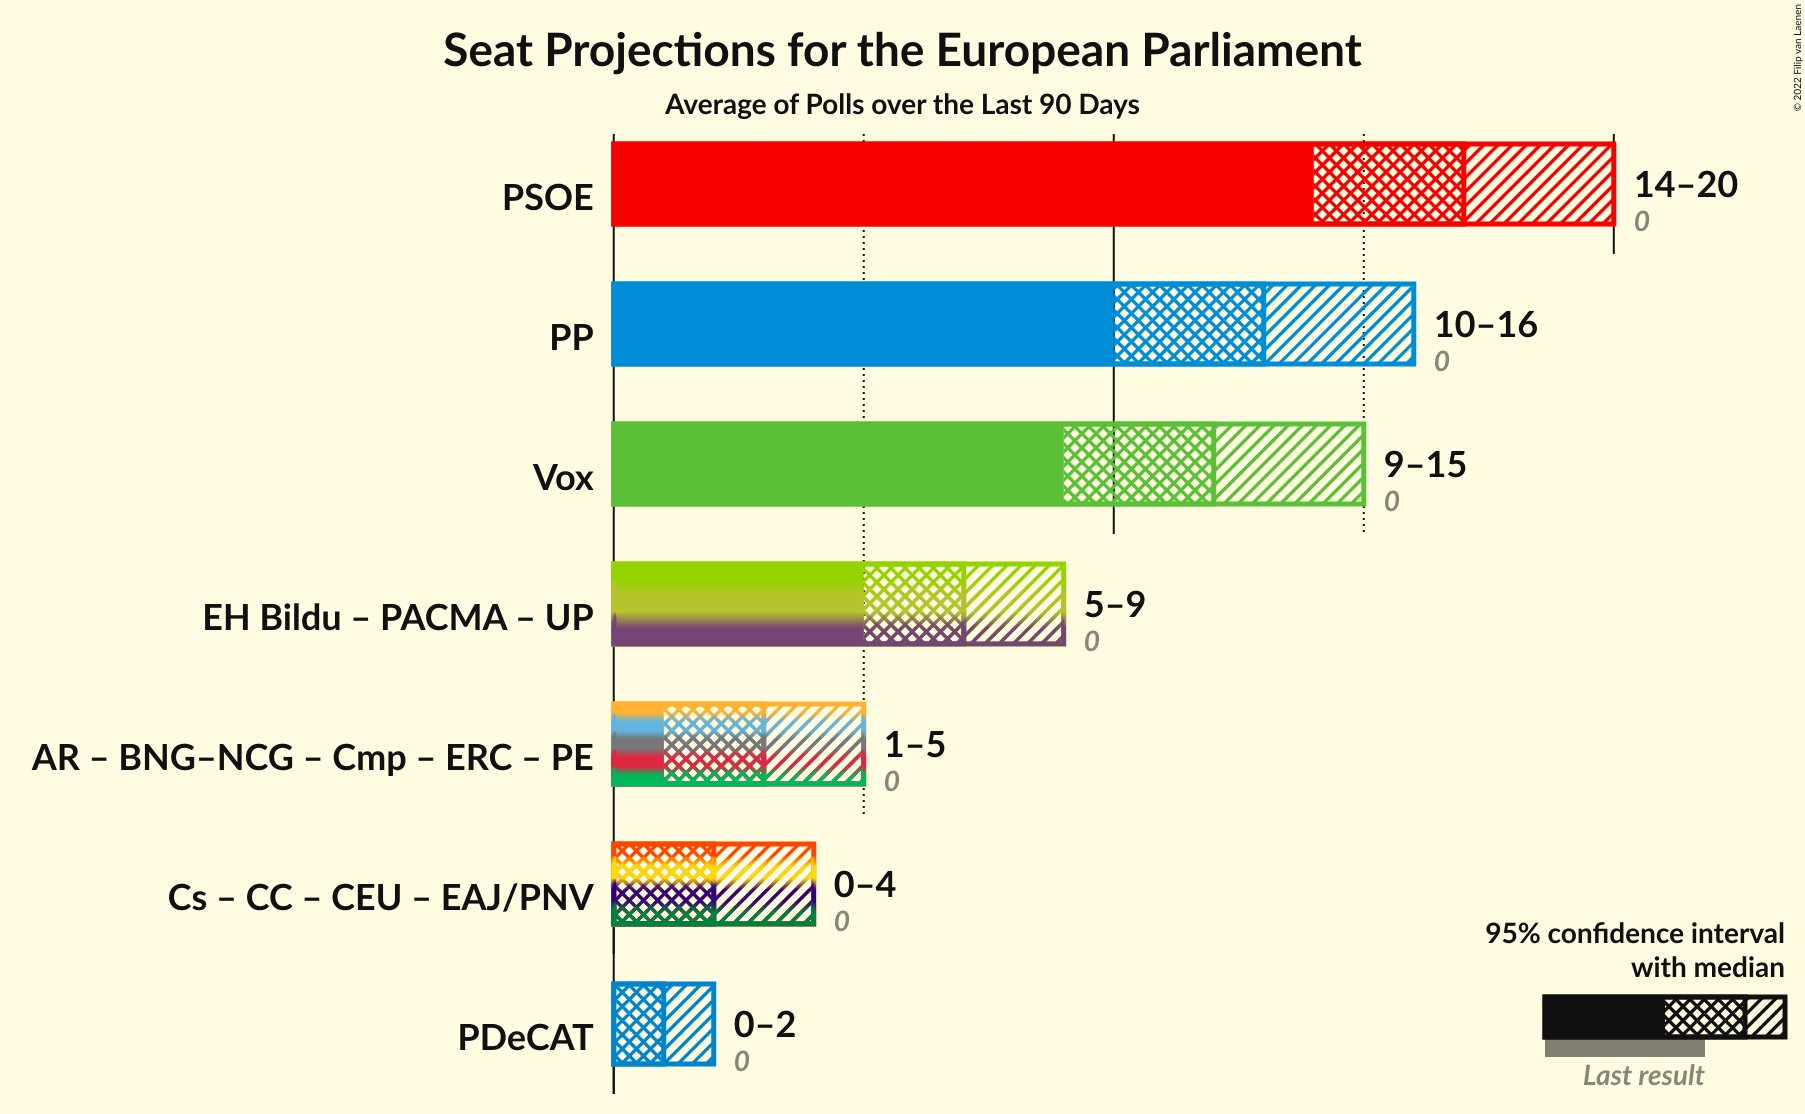 Seat Projections for the European Parliament
Average of Polls over the Last 90 Days
© 2022 Filip van Laenen
PSOE
14–20
0
PP
10–16
0
Vox
9–15
0
EH Bildu – PACMA – UP
5–9
0
AR – BNG–NCG – Cmp – ERC – PE
1–5
0
Cs – CC – CEU – EAJ/PNV
0–4
0
PDeCAT
0–2
0
95% confidence interval
with median
Last result